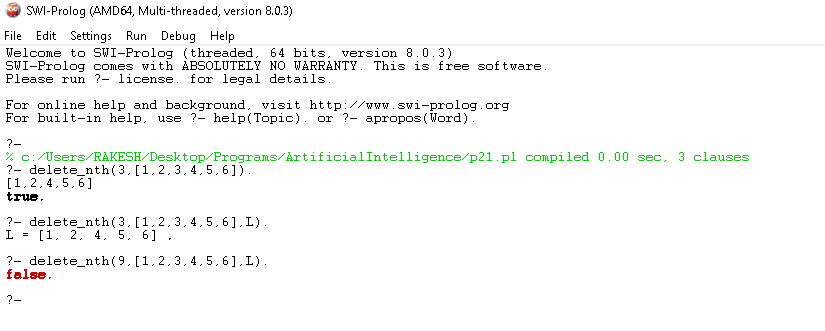 SWI-Prolog (AMD64, Multi-threaded, version 8.0.3)
File Edit Settings Run Debug Help
Welcome to SWI-Prolog (threaded, 64 bits, version 8.0.3)
SWI-Prolog comes with ABSOLUTELY NO WARRANTY. This is free software.
Please run ?- license. for legal details.
For online help and background, visit http://www.swi-prolog.org
For built-in help, use ?- help(Topic). or ?- apropos(Word).
?-
% c:/Users/RAKESH/Desktop/Programs/ArtificialIntelligence/p21.pl compiled 0.00 sec, 3 clauses
?- delete_nth(3,[1,2,3,4,5,6]).
[1,2,4,5,6]
true.
?- delete_nth(3,[1,2,3,4,5,6],L).
L = [1, 2, 4, 5, 6] .
?- delete_nth(9,[1,2,3,4,5,6],L).
false.
?-